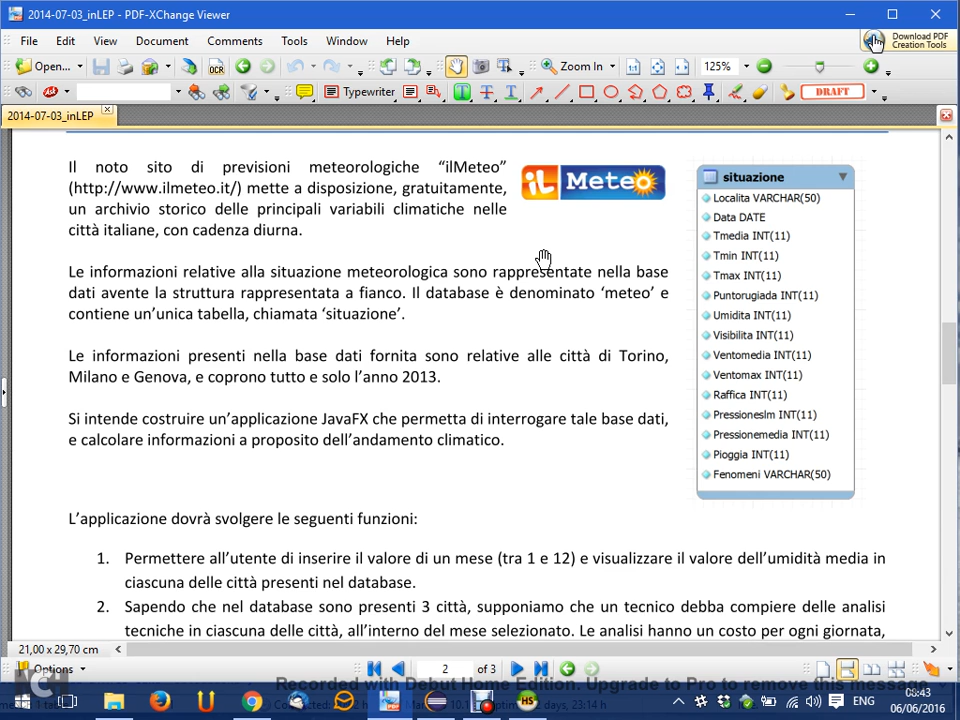 2014-07-03_inLEP - PDF-XChange Viewer
File Edit View Document Comments Tools Window Help
Download PDF
Creation Tools
Open... OCR Zoom In 125%
Typewriter DRAFT
2014-07-03_inLEP
Il noto sito di previsioni meteorologiche “ilMeteo”
(http://www.ilmeteo.it/) mette a disposizione, gratuitamente,
un archivio storico delle principali variabili climatiche nelle
città italiane, con cadenza diurna.
iL Meteo
Le informazioni relative alla situazione meteorologica sono rappresentate nella base
dati avente la struttura rappresentata a fianco. Il database è denominato ‘meteo’ e
contiene un’unica tabella, chiamata ‘situazione’.
Le informazioni presenti nella base dati fornita sono relative alle città di Torino,
Milano e Genova, e coprono tutto e solo l’anno 2013.
Si intende costruire un’applicazione JavaFX che permetta di interrogare tale base dati,
e calcolare informazioni a proposito dell’andamento climatico.
situazione
Localita VARCHAR(50)
Data DATE
Tmedia INT(11)
Tmin INT(11)
Tmax INT(11)
Puntorugiada INT(11)
Umidita INT(11)
Visibilita INT(11)
Ventomedia INT(11)
Ventomax INT(11)
Raffica INT(11)
Pressioneslm INT(11)
Pressionemedia INT(11)
Pioggia INT(11)
Fenomeni VARCHAR(50)
L’applicazione dovrà svolgere le seguenti funzioni:
1. Permettere all’utente di inserire il valore di un mese (tra 1 e 12) e visualizzare il valore dell’umidità media in
ciascuna delle città presenti nel database.
2. Sapendo che nel database sono presenti 3 città, supponiamo che un tecnico debba compiere delle analisi
tecniche in ciascuna delle città, all’interno del mese selezionato. Le analisi hanno un costo per ogni giornata,
21,00 x 29,70 cm
Options 2 of 3
Recorded with Debut Home Edition. Upgrade to Pro to remove this message
HS ENG 08:43
06/06/2016